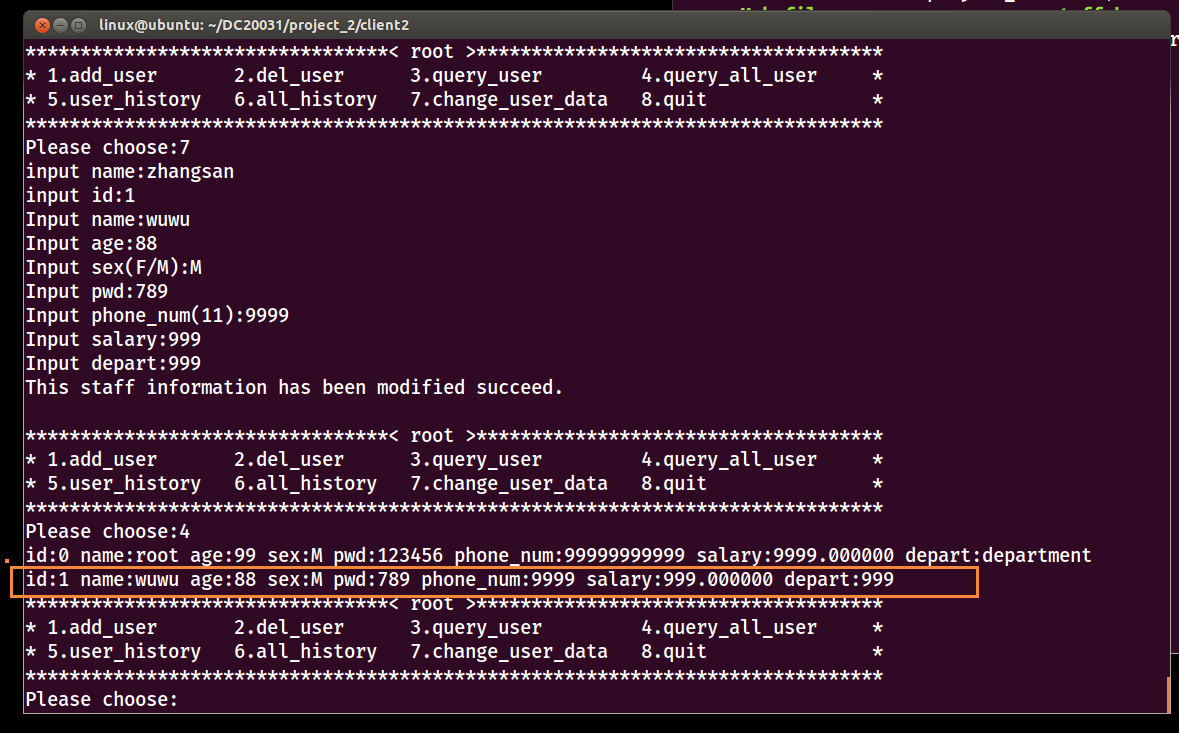 linux@ubuntu: ~/DC20031/project_2/client2
*********************************< root >*************************************
* 1.add_user       2.del_user      3.query_user         4.query_all_user     *
* 5.user_history   6.all_history   7.change_user_data   8.quit               *
******************************************************************************
Please choose:7
input name:zhangsan
input id:1
Input name:wuwu
Input age:88
Input sex(F/M):M
Input pwd:789
Input phone_num(11):9999
Input salary:999
Input depart:999
This staff information has been modified succeed.
*********************************< root >*************************************
* 1.add_user       2.del_user      3.query_user         4.query_all_user     *
* 5.user_history   6.all_history   7.change_user_data   8.quit               *
******************************************************************************
Please choose:4
id:0 name:root age:99 sex:M pwd:123456 phone_num:99999999999 salary:9999.000000 depart:department
id:1 name:wuwu age:88 sex:M pwd:789 phone_num:9999 salary:999.000000 depart:999
*********************************< root >*************************************
* 1.add_user       2.del_user      3.query_user         4.query_all_user     *
* 5.user_history   6.all_history   7.change_user_data   8.quit               *
******************************************************************************
Please choose: